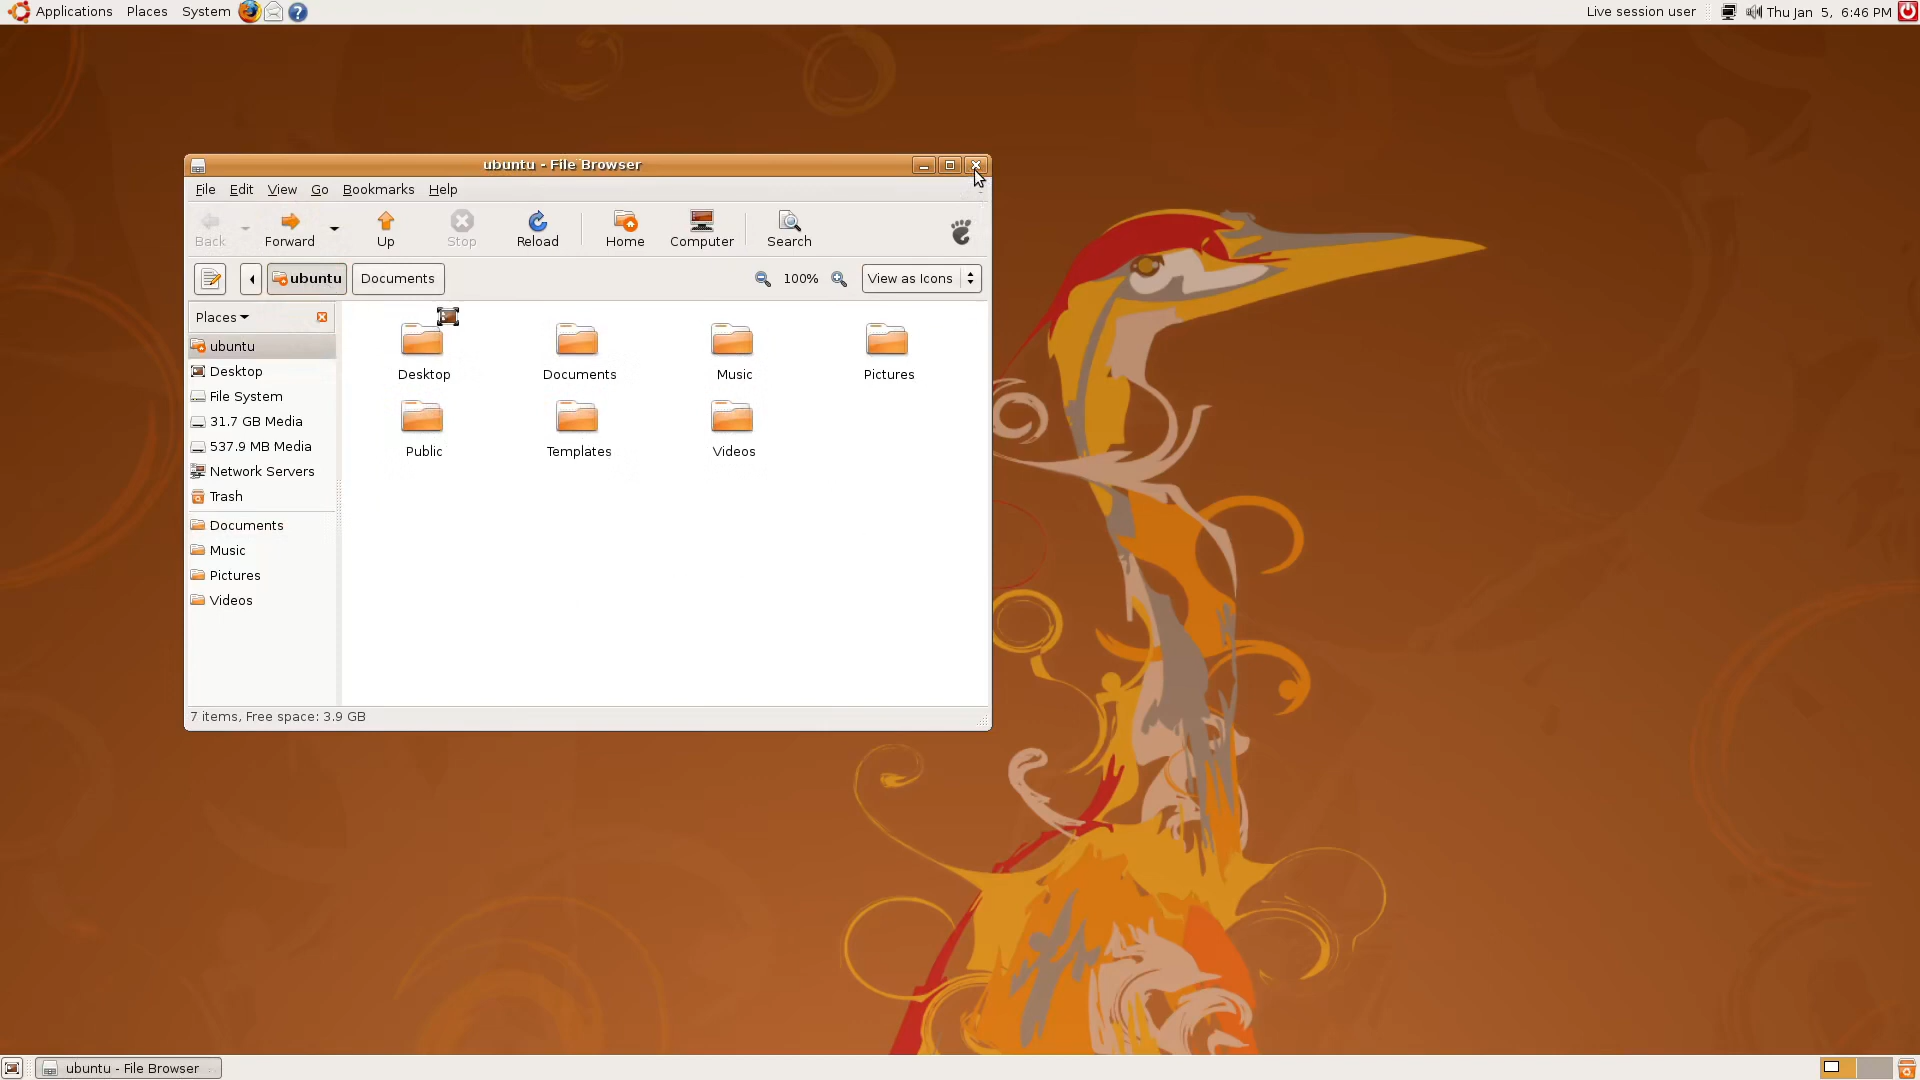 Applications Places System Live session user Thu Jan 5, 6:46 PM
ubuntu - File Browser
File Edit View Go Bookmarks Help
Back Forward Up Stop Reload Home Computer Search
ubuntu Documents 100% View as Icons
Places
ubuntu
Desktop
File System
31.7 GB Media
537.9 MB Media
Network Servers
Trash
Documents
Music
Pictures
Videos
Desktop Documents Music Pictures
Public Templates Videos
7 items, Free space: 3.9 GB
ubuntu - File Browser